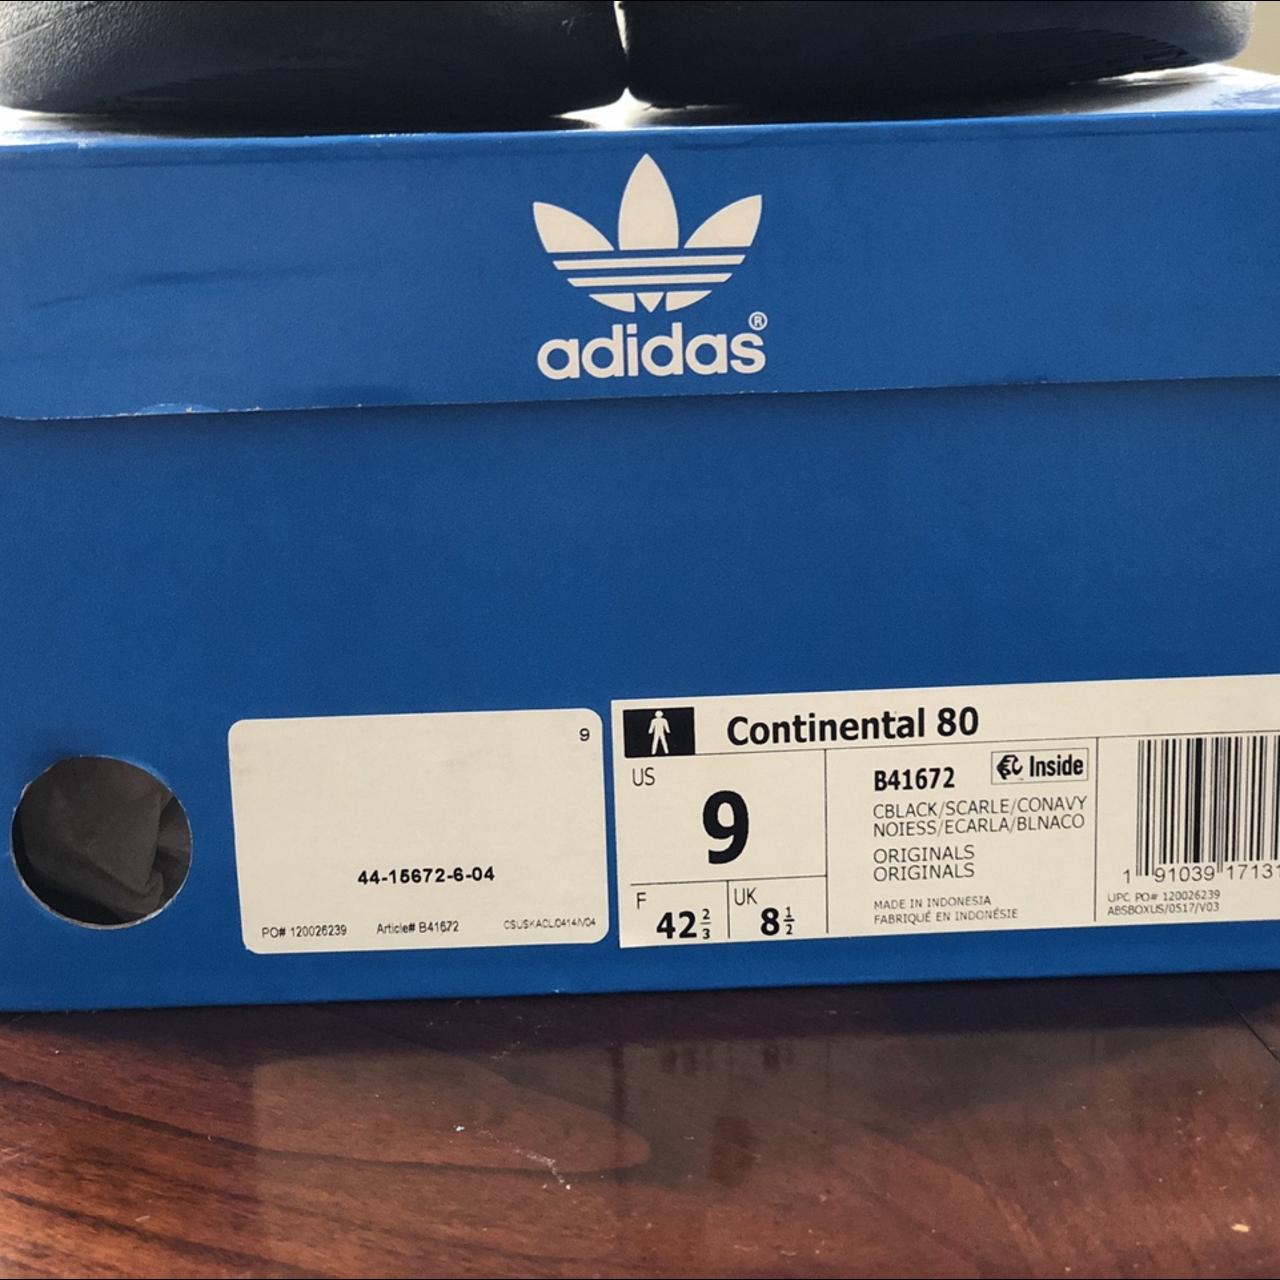 adidas®
9
44-15672-6-04
PO# 120026239 Article# B41672 CSUSKACL/0414/V04
Continental 80
US
9
F
42 2/3
UK
8 1/2
B41672
Inside
CBLACK/SCARLE/CONAVY
NOIESS/ECARLA/BLNACO
ORIGINALS
ORIGINALS
MADE IN INDONESIA
FABRIQUÉ EN INDONÉSIE
1 91039 17131
UPC PO# 120026239
ABSBOXUS/0517/V03